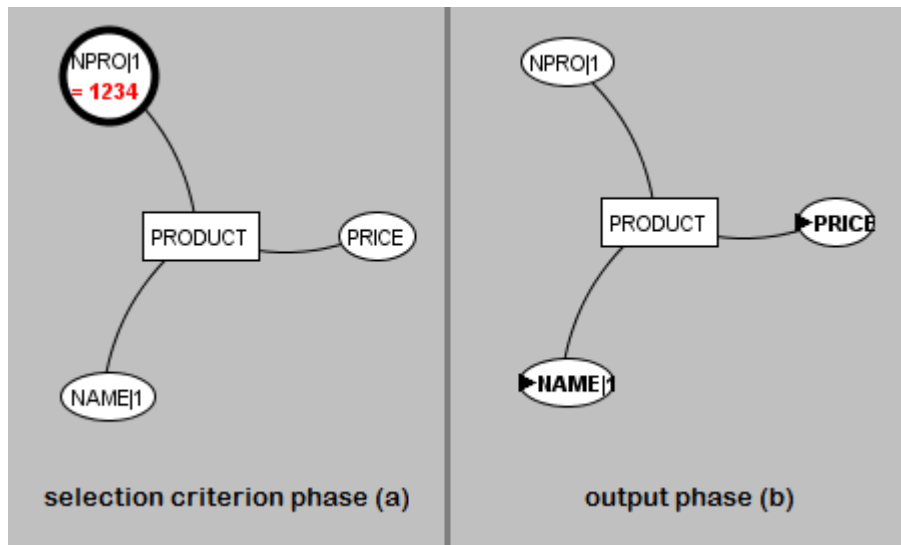 NPRO|1
= 1234
PRODUCT
PRICE
NAME|1
selection criterion phase (a)
NPRO|1
PRODUCT
PRICE
NAME|1
output phase (b)